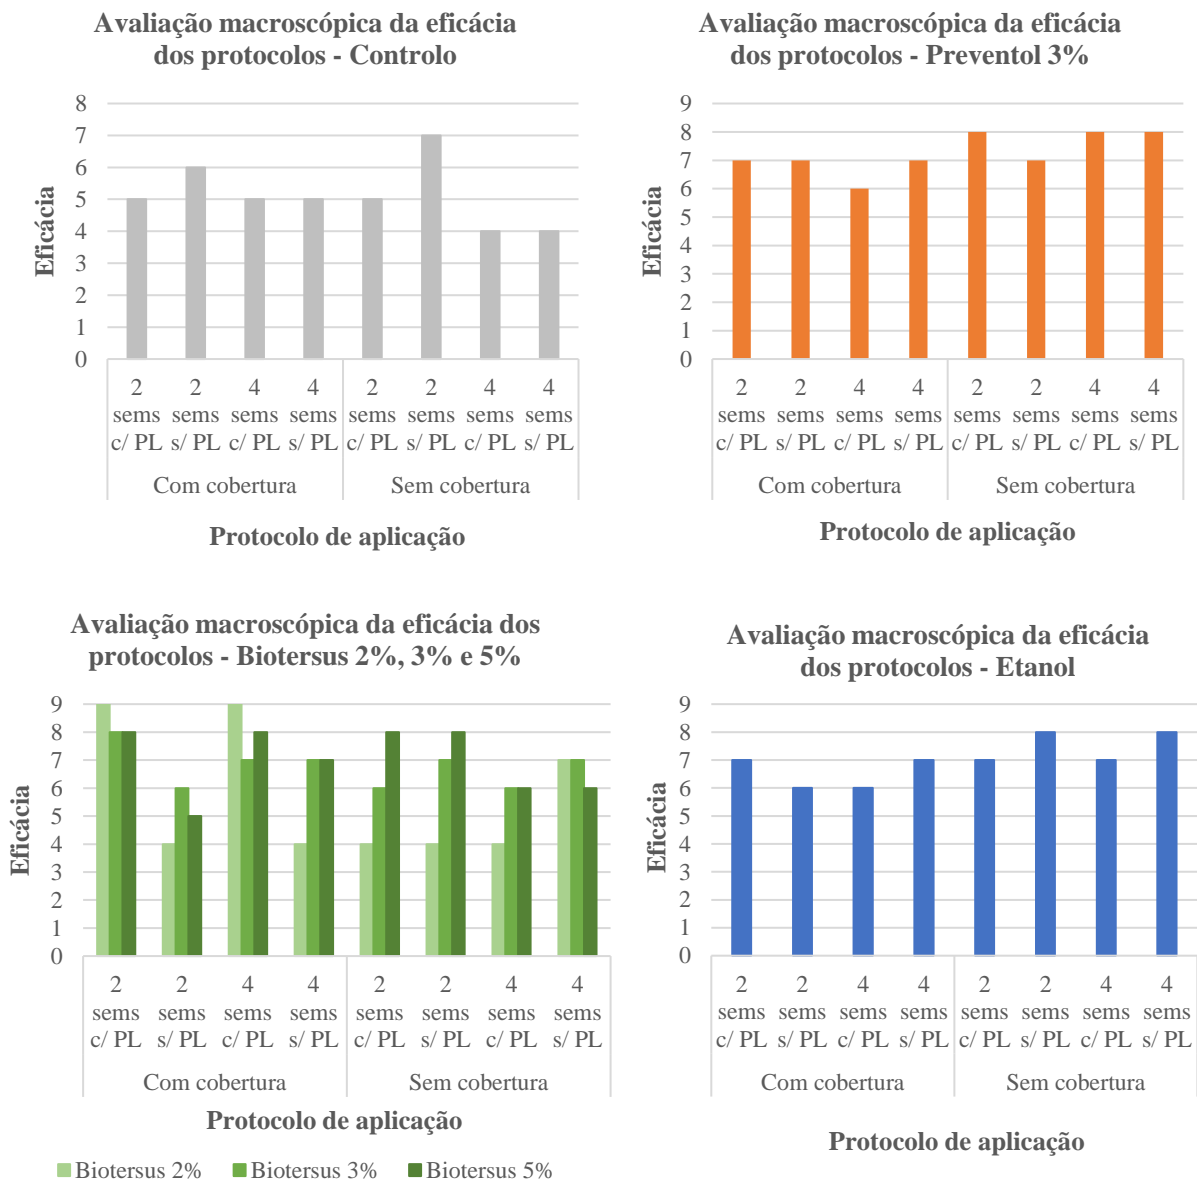 Avaliação macroscópica da eficácia
dos protocolos - Controlo
8
7
6
5
4
3
2
1
0
Eficácia
2 2 4 4 2 2 4 4
sems sems sems sems sems sems sems sems
c/ PL s/ PL c/ PL s/ PL c/ PL s/ PL c/ PL s/ PL
Com cobertura Sem cobertura
Protocolo de aplicação
Avaliação macroscópica da eficácia
dos protocolos - Preventol 3%
9
8
7
6
5
4
3
2
1
0
Eficácia
2 2 4 4 2 2 4 4
sems sems sems sems sems sems sems sems
c/ PL s/ PL c/ PL s/ PL c/ PL s/ PL c/ PL s/ PL
Com cobertura Sem cobertura
Protocolo de aplicação
Avaliação macroscópica da eficácia dos
protocolos - Biotersus 2%, 3% e 5%
9
8
7
6
5
4
3
2
1
0
Eficácia
2 2 4 4 2 2 4 4
sems sems sems sems sems sems sems sems
c/ PL s/ PL c/ PL s/ PL c/ PL s/ PL c/ PL s/ PL
Com cobertura Sem cobertura
Protocolo de aplicação
Biotersus 2% Biotersus 3% Biotersus 5%
Avaliação macroscópica da eficácia
dos protocolos - Etanol
9
8
7
6
5
4
3
2
1
0
Eficácia
2 2 4 4 2 2 4 4
sems sems sems sems sems sems sems sems
c/ PL s/ PL c/ PL s/ PL c/ PL s/ PL c/ PL s/ PL
Com cobertura Sem cobertura
Protocolo de aplicação